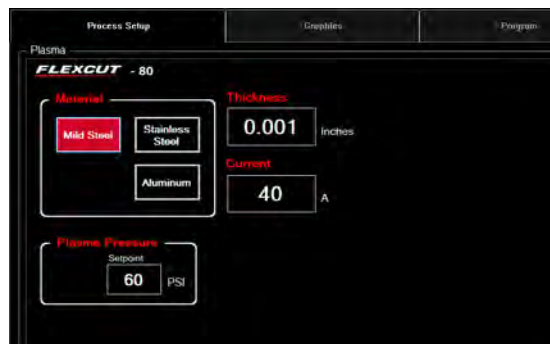 Process Setup
Graphics
Program
Plasma
FLEXCUT - 80
Material
Mild Steel
Stainless
Steel
Aluminum
Thickness
0.001 Inches
Current
40 A
Plasma Pressure
Setpoint
60 PSI